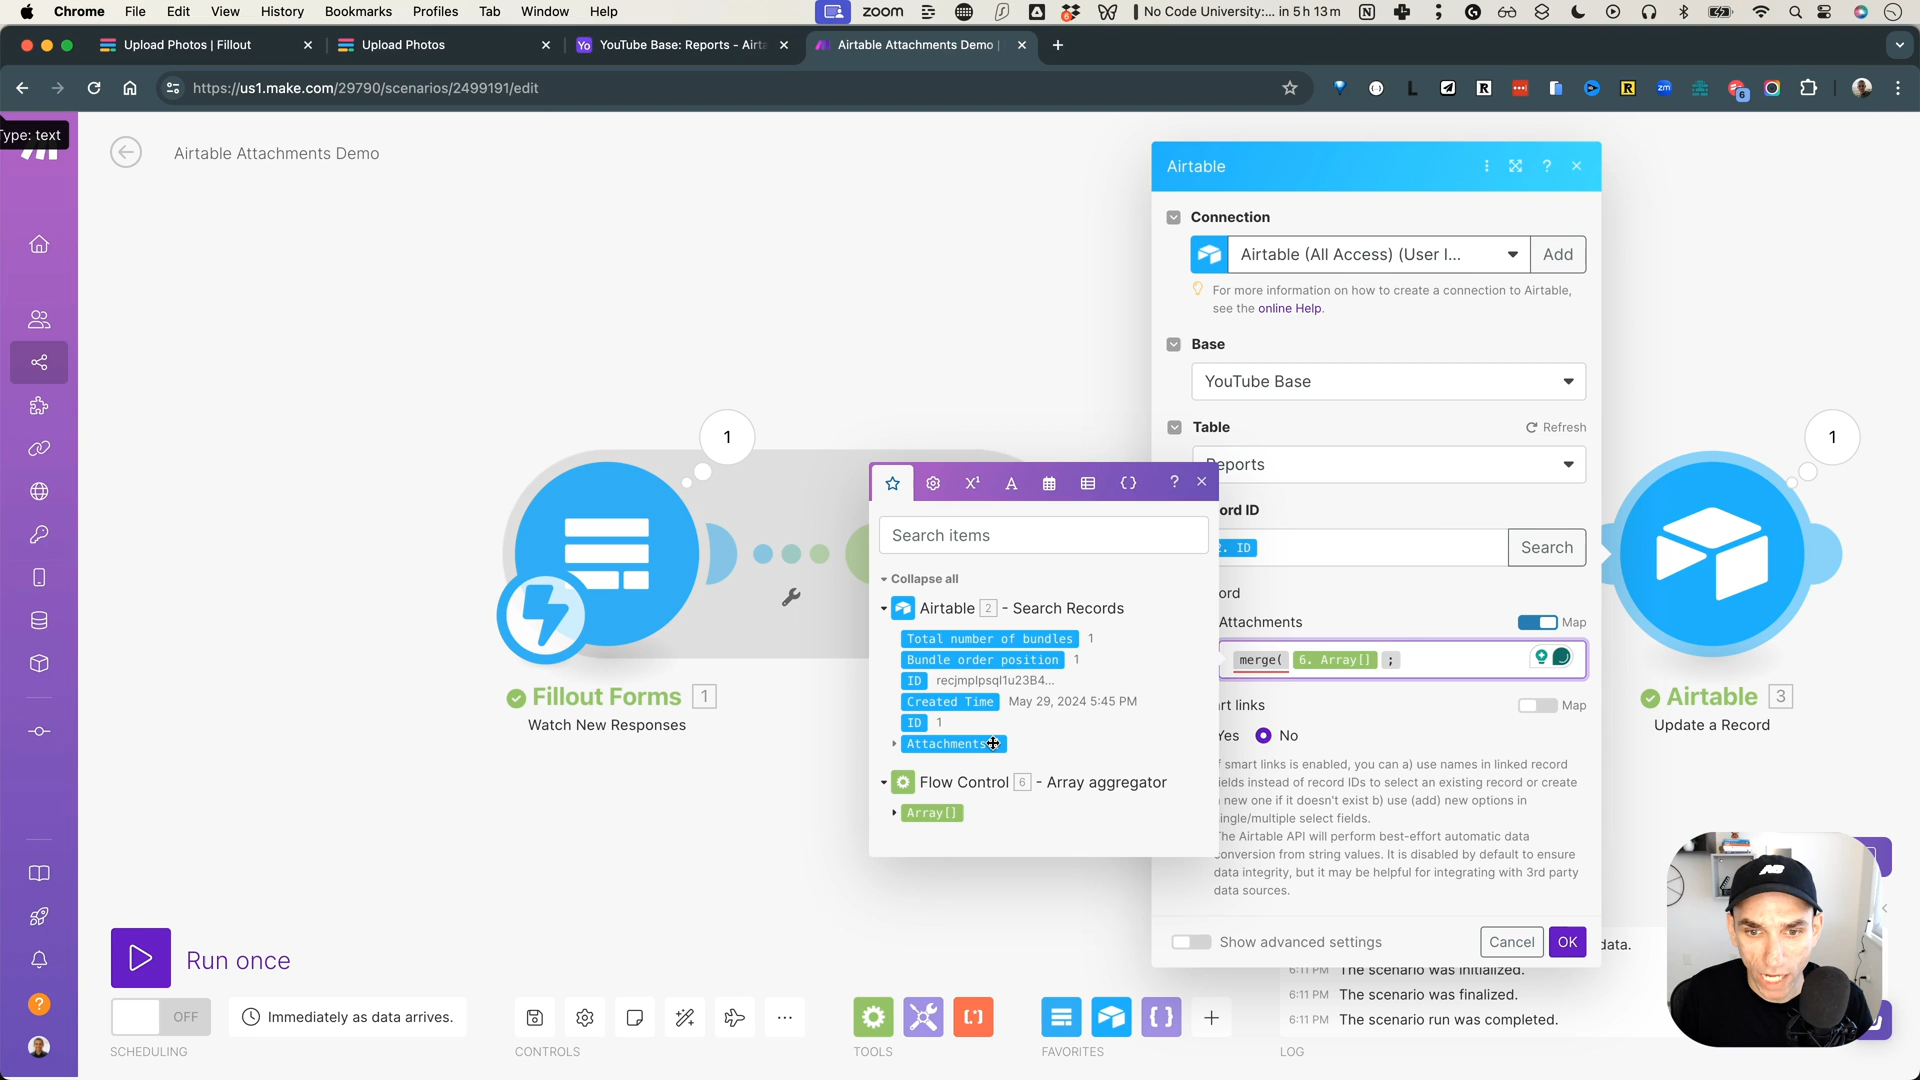 Chrome File Edit View History Bookmarks Profiles Tab Window Help
zoom
No Code University:... in 5 h 13 m
Upload Photos | Fillout
Upload Photos
YouTube Base: Reports - Airta
Airtable Attachments Demo |
https://us1.make.com/29790/scenarios/2499191/edit
ype: text
Airtable Attachments Demo
Airtable
Connection
Airtable (All Access) (User I...
Add
For more information on how to create a connection to Airtable,
see the online Help.
Base
YouTube Base
Table
Refresh
eports
ord ID
2. ID
Search
ord
Attachments
Map
merge( 6. Array[] ;
rt links
Map
Yes No
f smart links is enabled, you can a) use names in linked record
ields instead of record IDs to select an existing record or create
new one if it doesn't exist b) use (add) new options in
ingle/multiple select fields.
The Airtable API will perform best-effort automatic data
conversion from string values. It is disabled by default to ensure
data integrity, but it may be helpful for integrating with 3rd party
data sources.
Show advanced settings
Cancel
OK
Search items
Collapse all
Airtable 2 - Search Records
Total number of bundles 1
Bundle order position 1
ID recjmplpsql1u23B4...
Created Time May 29, 2024 5:45 PM
ID 1
Attachments
Flow Control 6 - Array aggregator
Array[]
1
Fillout Forms 1
Watch New Responses
1
Airtable 3
Update a Record
Run once
OFF
Immediately as data arrives.
SCHEDULING
CONTROLS
TOOLS
FAVORITES
LOG
data.
6:11 PM The scenario was initialized.
6:11 PM The scenario was finalized.
6:11 PM The scenario run was completed.